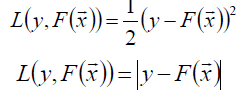 L(y, F(x⃗)) = 1/2 (y − F(x⃗))²
L(y, F(x⃗)) = |y − F(x⃗)|